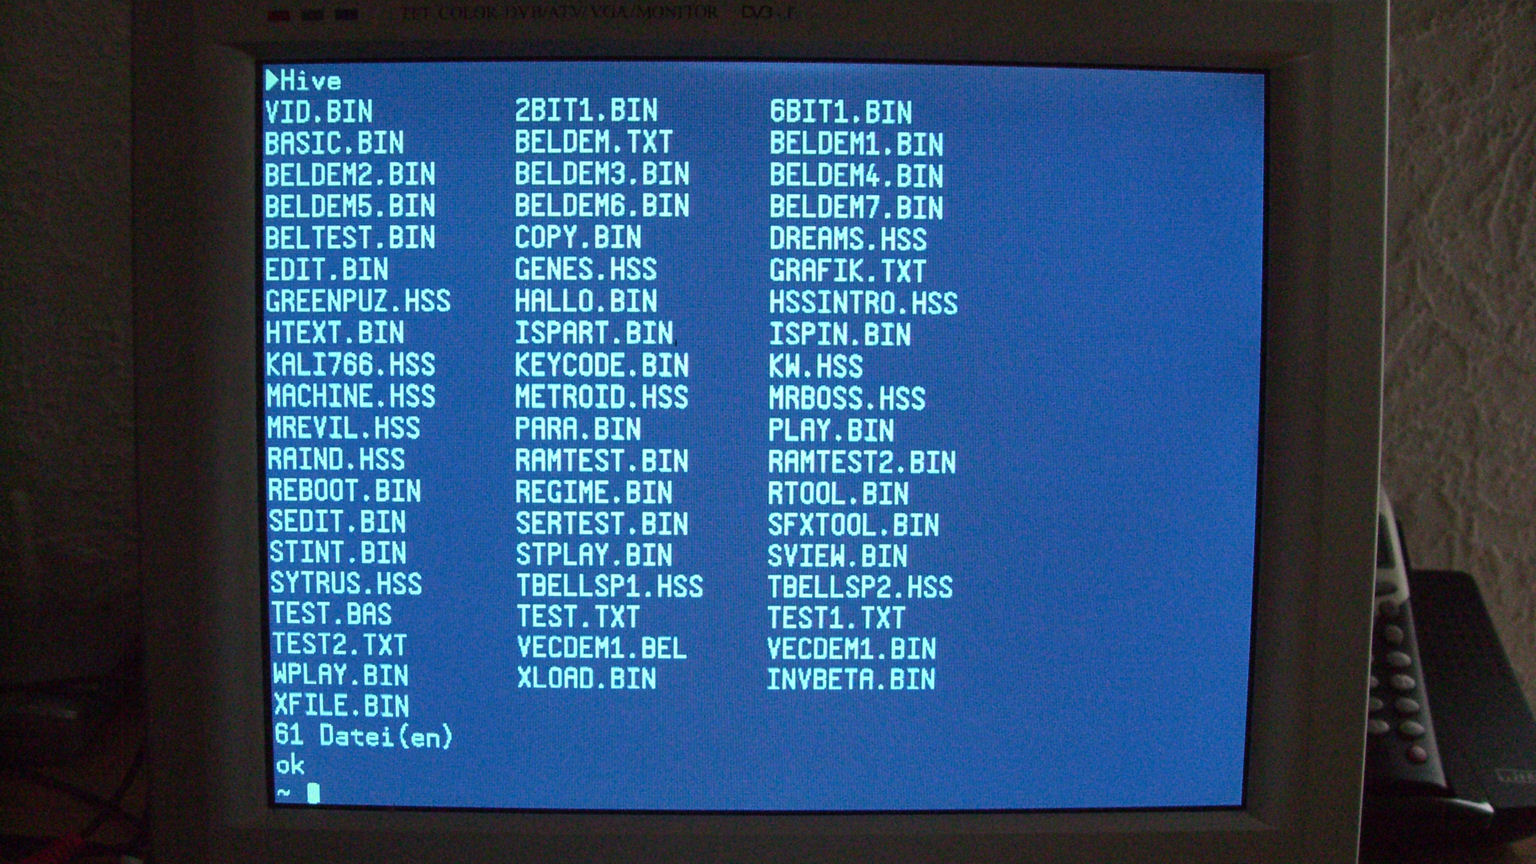 TFT COLOR DVB/ATV/VGA/MONITOR
▶Hive
VID.BIN 2BIT1.BIN 6BIT1.BIN
BASIC.BIN BELDEM.TXT BELDEM1.BIN
BELDEM2.BIN BELDEM3.BIN BELDEM4.BIN
BELDEM5.BIN BELDEM6.BIN BELDEM7.BIN
BELTEST.BIN COPY.BIN DREAMS.HSS
EDIT.BIN GENES.HSS GRAFIK.TXT
GREENPUZ.HSS HALLO.BIN HSSINTRO.HSS
HTEXT.BIN ISPART.BIN ISPIN.BIN
KALI766.HSS KEYCODE.BIN KW.HSS
MACHINE.HSS METROID.HSS MRBOSS.HSS
MREVIL.HSS PARA.BIN PLAY.BIN
RAIND.HSS RAMTEST.BIN RAMTEST2.BIN
REBOOT.BIN REGIME.BIN RTOOL.BIN
SEDIT.BIN SERTEST.BIN SFXTOOL.BIN
STINT.BIN STPLAY.BIN SVIEW.BIN
SYTRUS.HSS TBELLSP1.HSS TBELLSP2.HSS
TEST.BAS TEST.TXT TEST1.TXT
TEST2.TXT VECDEM1.BEL VECDEM1.BIN
WPLAY.BIN XLOAD.BIN INVBETA.BIN
XFILE.BIN
61 Datei(en)
ok
~